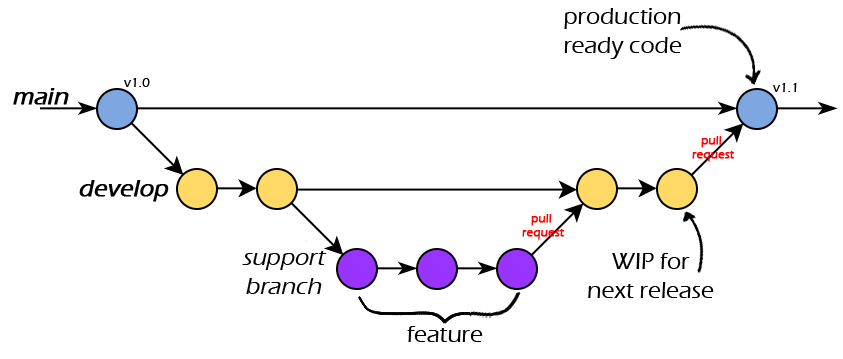 production
ready code
v1.0
v1.1
main
pull
request
develop
pull
request
support
branch
WIP for
next release
feature